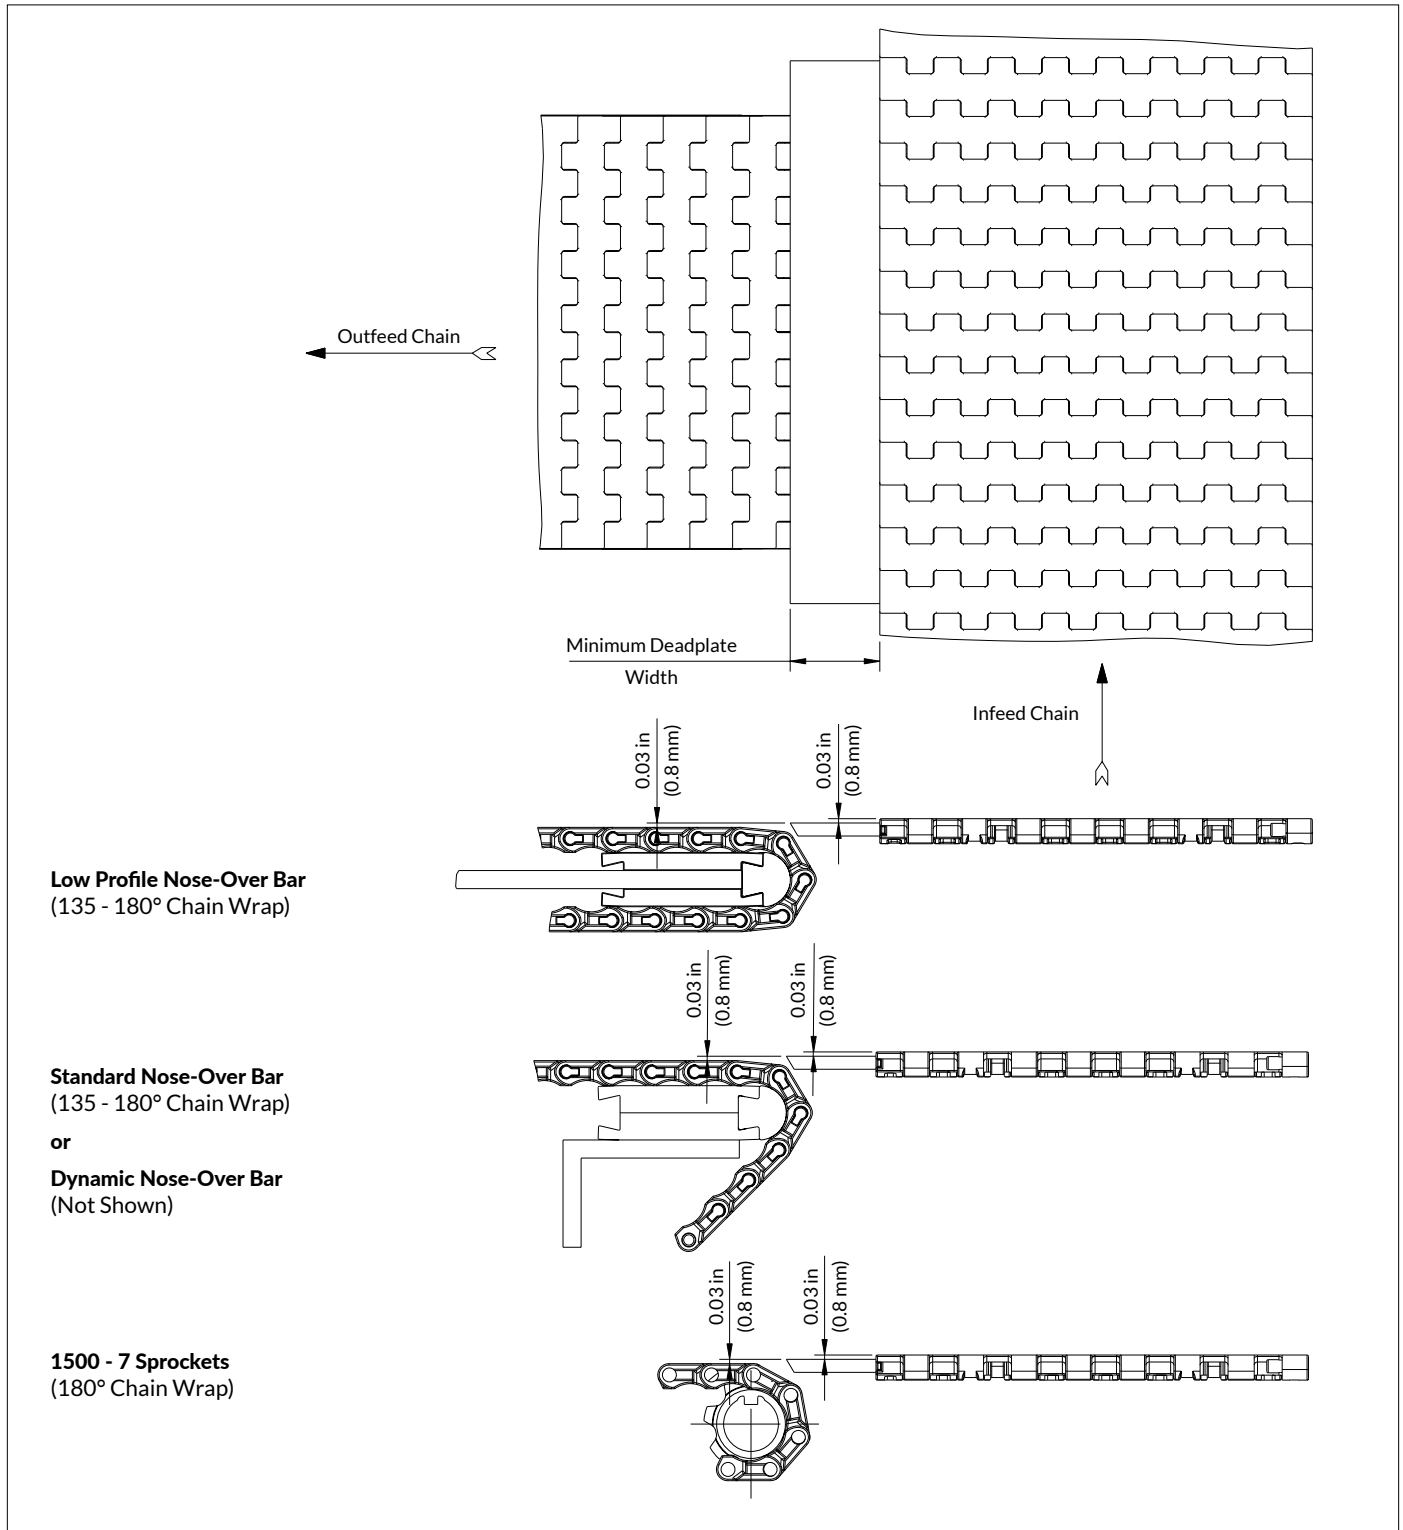 Outfeed Chain
Minimum Deadplate
Width
Infeed Chain
0.03 in
(0.8 mm)
0.03 in
(0.8 mm)
Low Profile Nose-Over Bar
(135 - 180° Chain Wrap)
0.03 in
(0.8 mm)
0.03 in
(0.8 mm)
Standard Nose-Over Bar
(135 - 180° Chain Wrap)
or
Dynamic Nose-Over Bar
(Not Shown)
0.03 in
(0.8 mm)
0.03 in
(0.8 mm)
1500 - 7 Sprockets
(180° Chain Wrap)